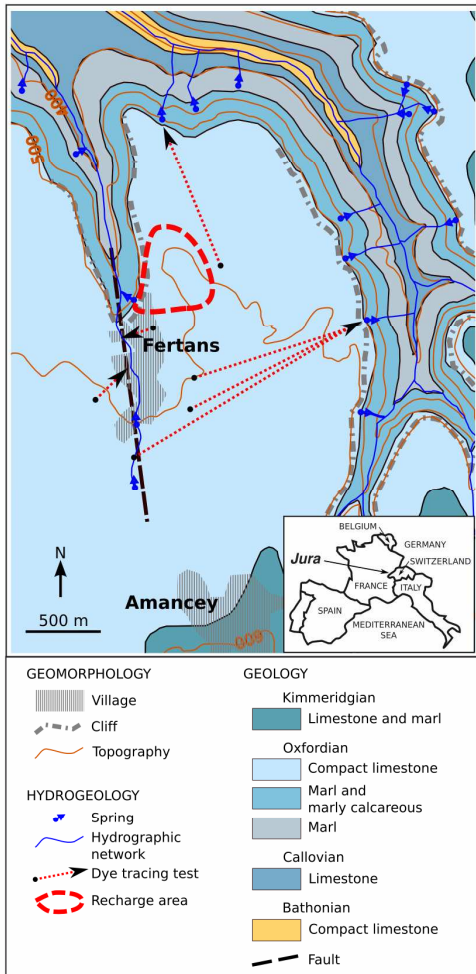 400
500
Fertans
N
500 m
Amancey
600
BELGIUM
GERMANY
Jura
SWITZERLAND
FRANCE
ITALY
SPAIN
MEDITERRANEAN
SEA
GEOMORPHOLOGY
Village
Cliff
Topography
HYDROGEOLOGY
Spring
Hydrographic
network
Dye tracing test
Recharge area
GEOLOGY
Kimmeridgian
Limestone and marl
Oxfordian
Compact limestone
Marl and
marly calcareous
Marl
Callovian
Limestone
Bathonian
Compact limestone
Fault